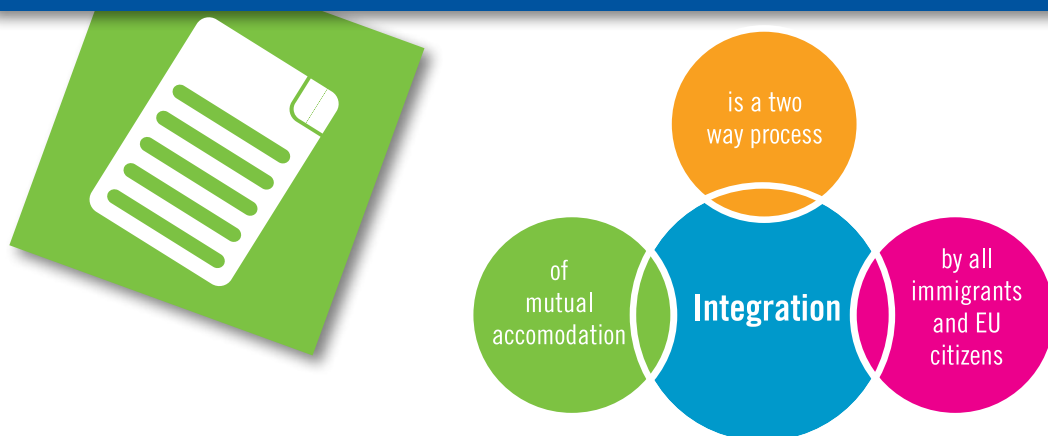 is a two
way process
of
mutual
accomodation
Integration
by all
immigrants
and EU
citizens